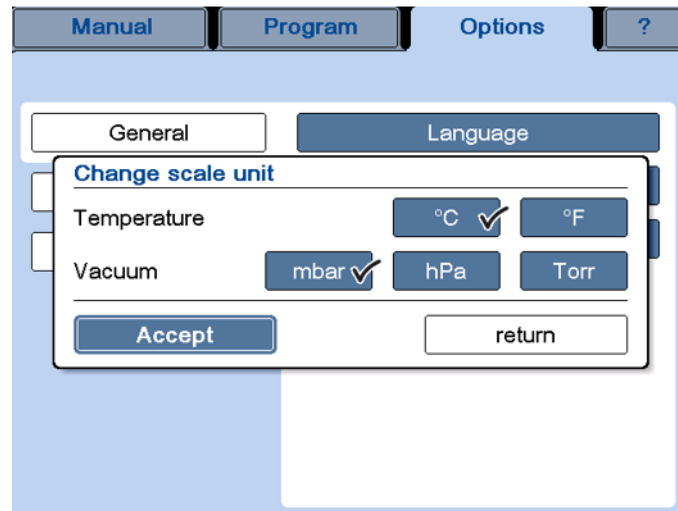 Manual Program Options ?
General Language
Change scale unit
Temperature °C °F
Vacuum mbar hPa Torr
Accept return